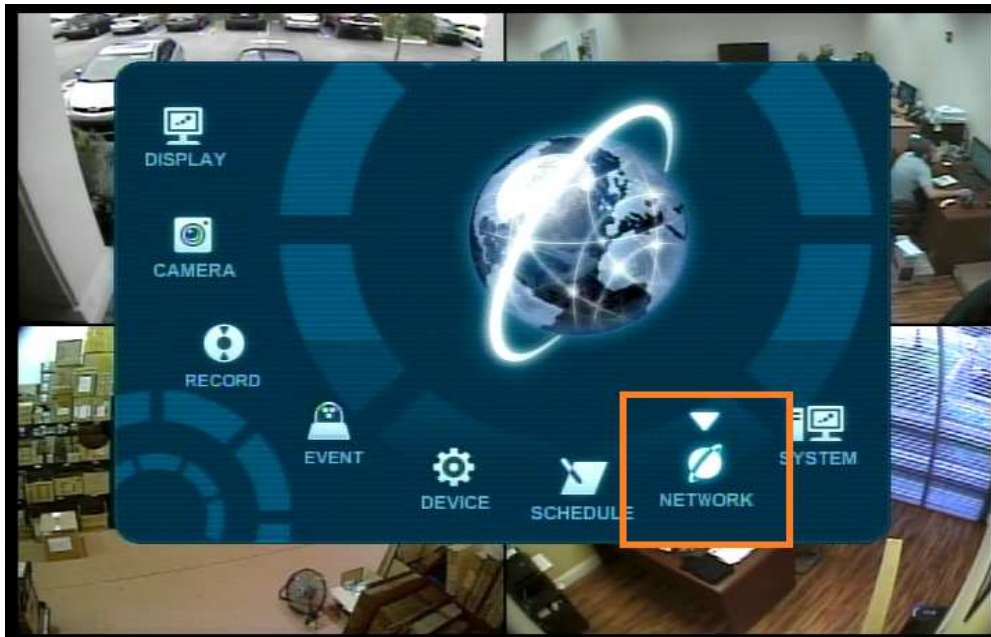 DISPLAY
CAMERA
RECORD
EVENT
DEVICE
SCHEDULE
NETWORK
SYSTEM